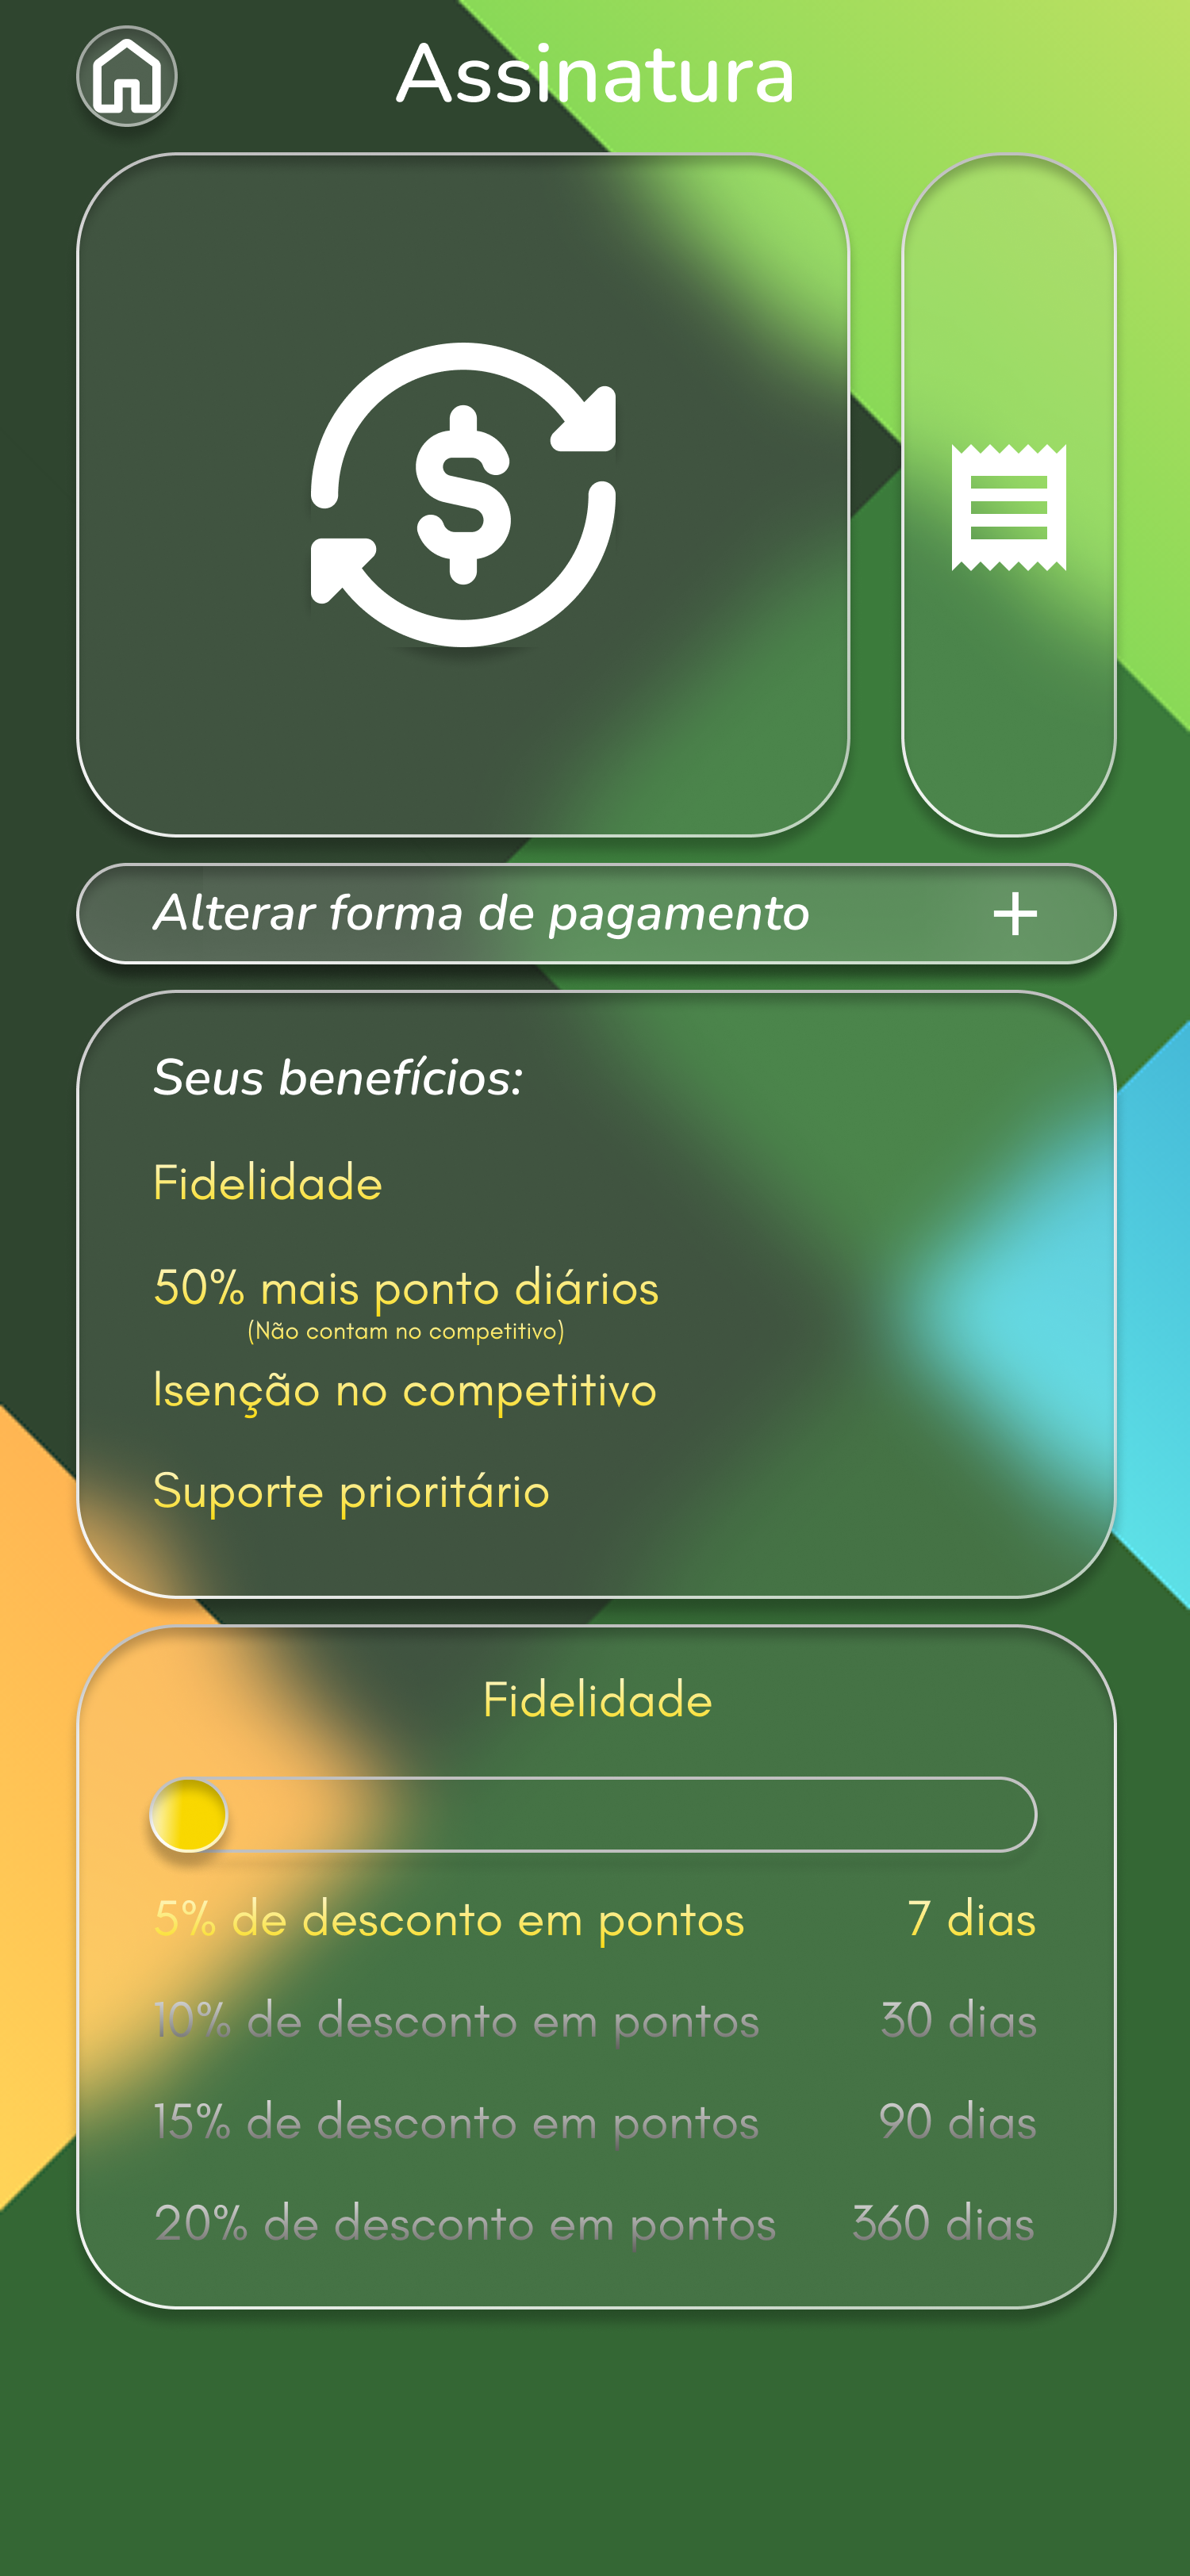 Assinatura
Alterar forma de pagamento +
Seus benefícios:
Fidelidade
50% mais ponto diários
(Não contam no competitivo)
Isenção no competitivo
Suporte prioritário
Fidelidade
5% de desconto em pontos 7 dias
10% de desconto em pontos 30 dias
15% de desconto em pontos 90 dias
20% de desconto em pontos 360 dias